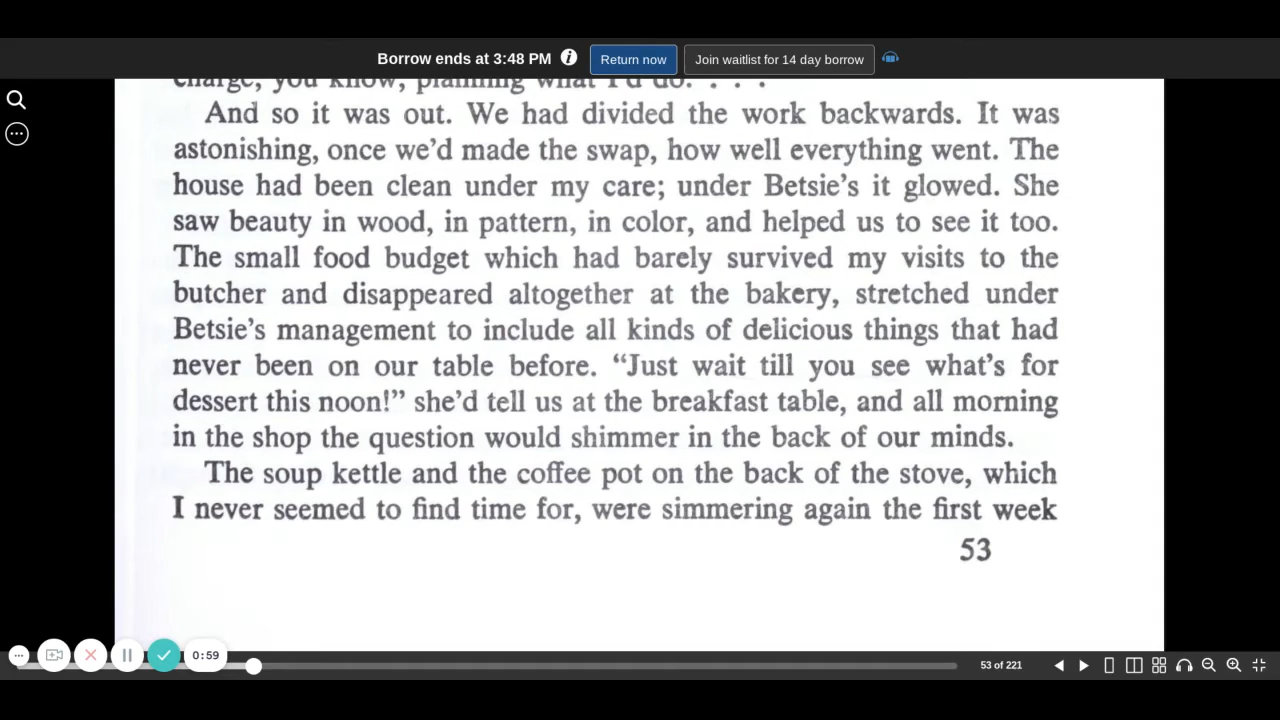 Borrow ends at 3:48 PM
Return now
Join waitlist for 14 day borrow
charge, you know, planning what I'd do. . . .
And so it was out. We had divided the work backwards. It was
astonishing, once we'd made the swap, how well everything went. The
house had been clean under my care; under Betsie's it glowed. She
saw beauty in wood, in pattern, in color, and helped us to see it too.
The small food budget which had barely survived my visits to the
butcher and disappeared altogether at the bakery, stretched under
Betsie's management to include all kinds of delicious things that had
never been on our table before. “Just wait till you see what's for
dessert this noon!” she'd tell us at the breakfast table, and all morning
in the shop the question would shimmer in the back of our minds.
The soup kettle and the coffee pot on the back of the stove, which
I never seemed to find time for, were simmering again the first week
53
0:59
53 of 221